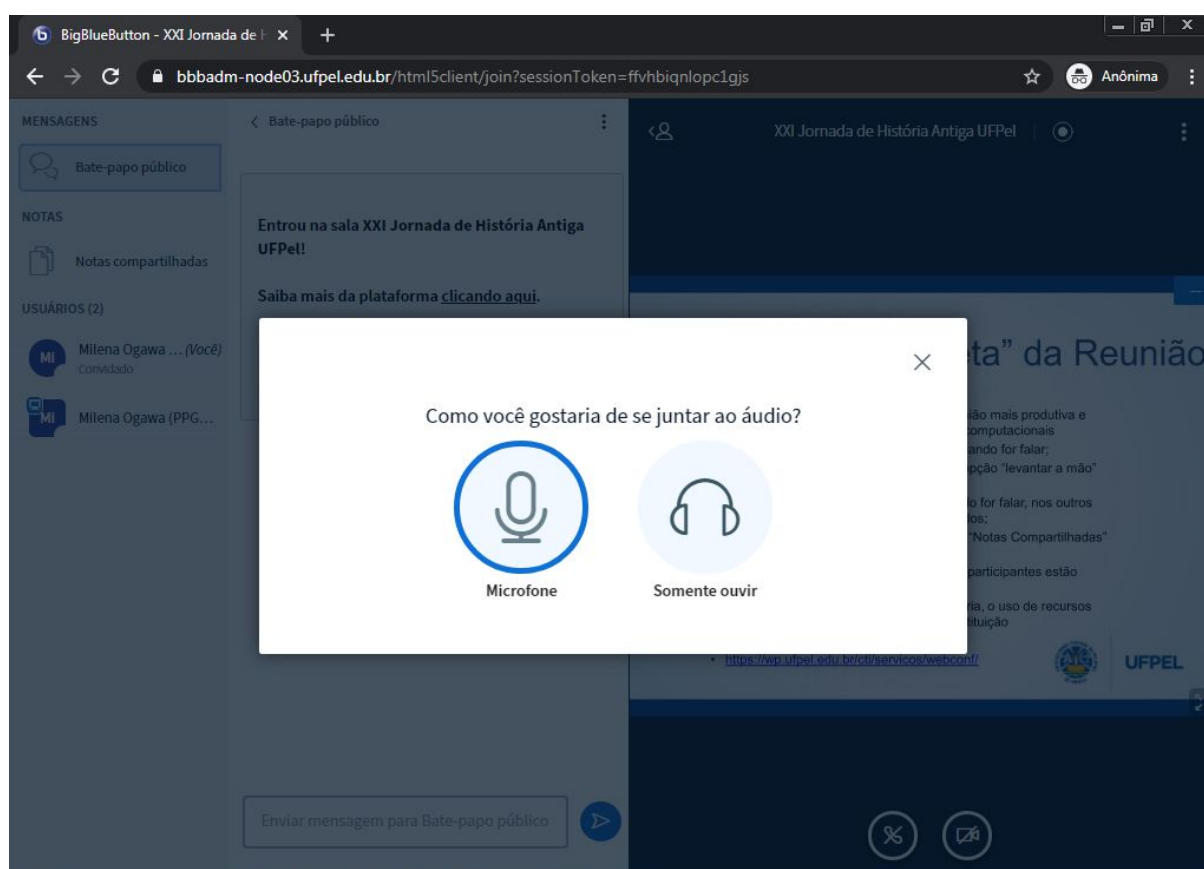 BigBlueButton - XXI Jornada de H
bbbadm-node03.ufpel.edu.br/html5client/join?sessionToken=ffvhbiqnlopc1gjs
Anônima
MENSAGENS
Bate-papo público
NOTAS
Notas compartilhadas
USUÁRIOS (2)
MI
Milena Ogawa ... (Você)
Convidado
MI
Milena Ogawa (PPG...
Bate-papo público
Entrou na sala XXI Jornada de História Antiga
UFPel!
Saiba mais da plataforma clicando aqui.
Enviar mensagem para Bate-papo público
XXI Jornada de História Antiga UFPel
Como você gostaria de se juntar ao áudio?
Microfone
Somente ouvir
eta” da Reunião
ião mais produtiva e
computacionais
ando for falar;
pção “levantar a mão”
o for falar, nos outros
los;
“Notas Compartilhadas”
participantes estão
ria, o uso de recursos
tituição
https://wp.ufpel.edu.br/cti/servicos/webconf/
UFPEL